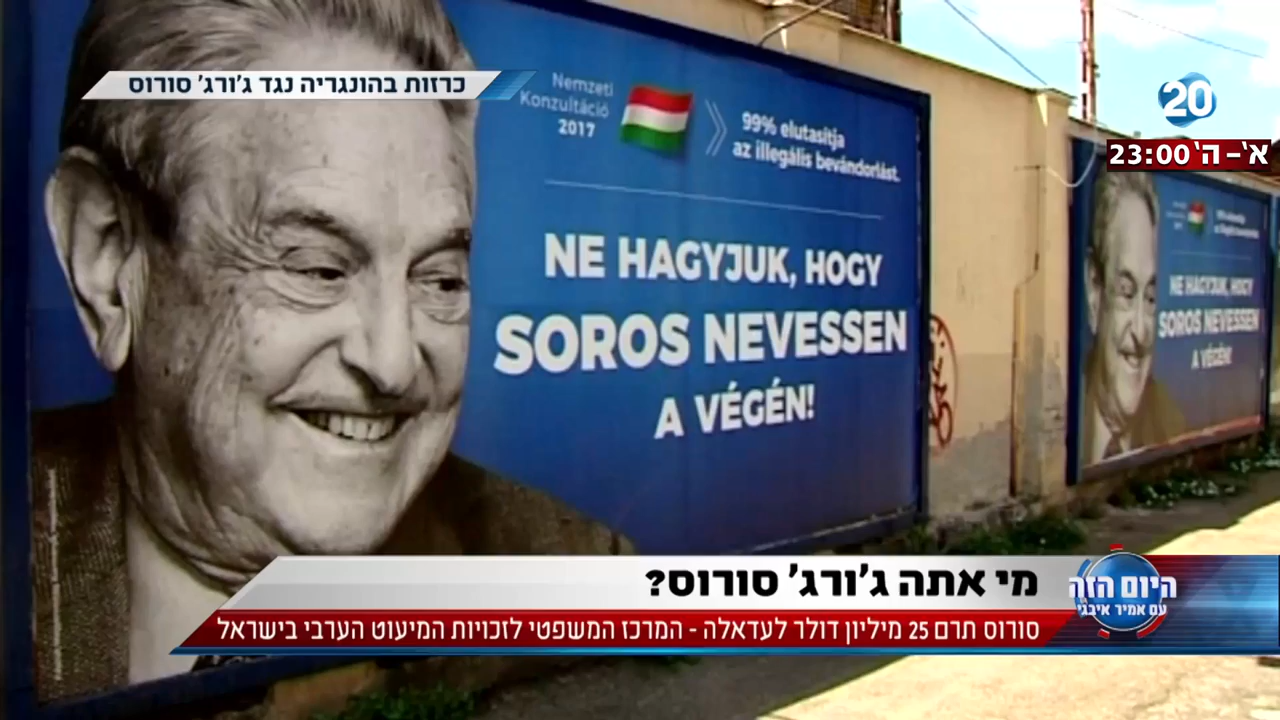 כרזות בהונגריה נגד ג'ורג' סורוס
20
א'-ה' 23:00
Nemzeti
Konzultáció
2017
99% elutasítja
az illegális bevándorlást.
NE HAGYJUK, HOGY
SOROS NEVESSEN
A VÉGÉN!
NE HAGYJUK, HOGY
SOROS NEVESSEN
A VÉGÉN!
מי אתה ג'ורג' סורוס?
סורוס תרם 25 מיליון דולר לעדאלה - המרכז המשפטי לזכויות המיעוט הערבי בישראל
היום הזה
עם אמיר איבגי